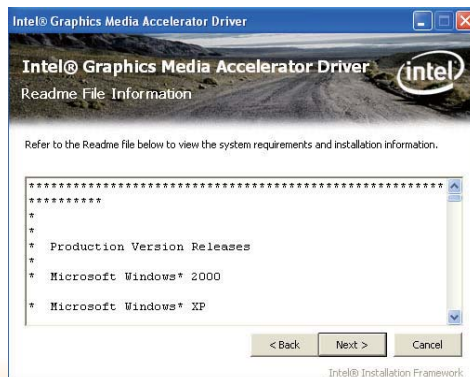 Intel® Graphics Media Accelerator Driver
Intel® Graphics Media Accelerator Driver
intel®
Readme File Information
Refer to the Readme file below to view the system requirements and installation information.
********************************************************
**********
*
*
*   Production Version Releases
*
*   Microsoft Windows* 2000
*   Microsoft Windows* XP
< Back
Next >
Cancel
Intel® Installation Framework